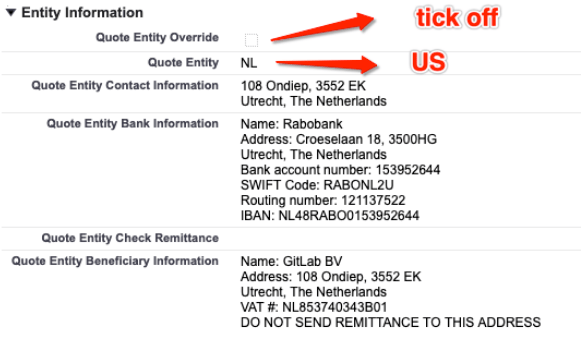 Entity Information
Quote Entity Override tick off
Quote Entity NL US
Quote Entity Contact Information 108 Ondiep, 3552 EK
Utrecht, The Netherlands
Quote Entity Bank Information Name: Rabobank
Address: Croeselaan 18, 3500HG
Utrecht, The Netherlands
Bank account number: 153952644
SWIFT Code: RABONL2U
Routing number: 121137522
IBAN: NL48RABO0153952644
Quote Entity Check Remittance
Quote Entity Beneficiary Information Name: GitLab BV
Address: 108 Ondiep, 3552 EK
Utrecht, The Netherlands
VAT #: NL853740343B01
DO NOT SEND REMITTANCE TO THIS ADDRESS